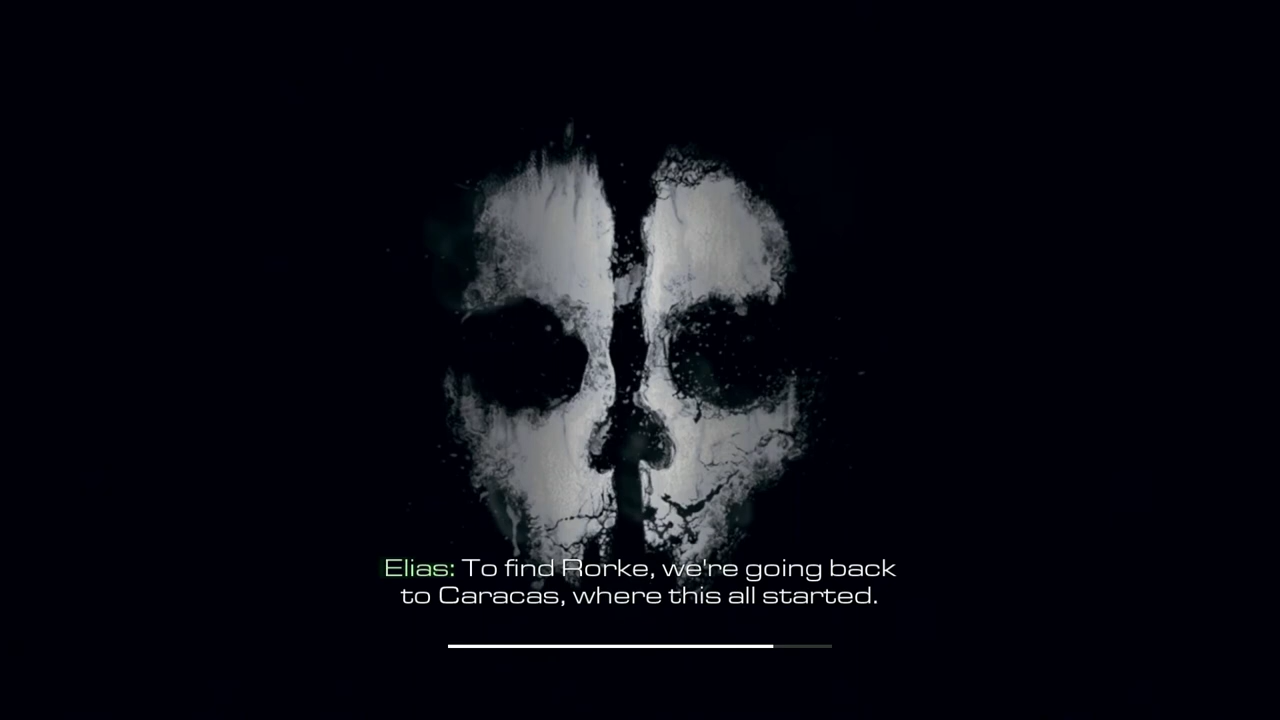 Elias: To find Rorke, we're going back
to Caracas, where this all started.